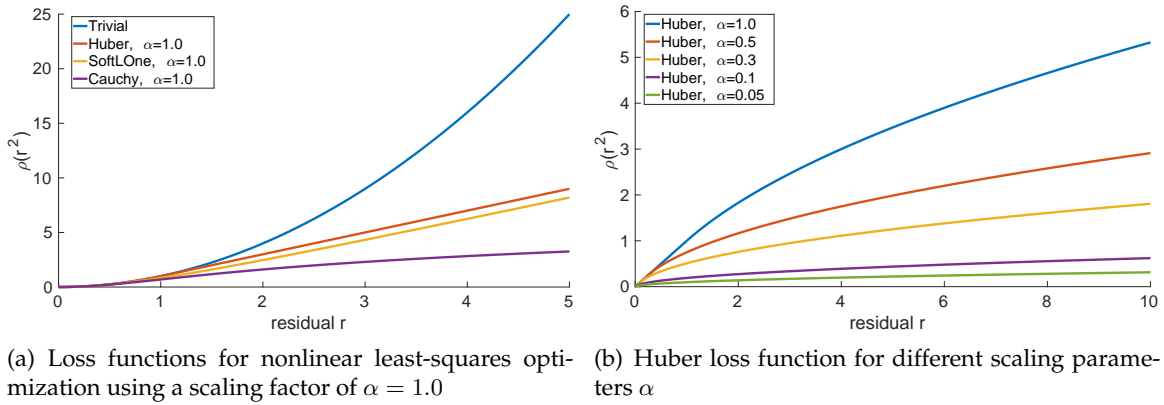 25
20
15
10
5
0
ρ(r²)
Trivial
Huber, α=1.0
SoftLOne, α=1.0
Cauchy, α=1.0
0 1 2 3 4 5
residual r
(a) Loss functions for nonlinear least-squares opti-
mization using a scaling factor of α = 1.0
6
5
4
3
2
1
0
ρ(r²)
Huber, α=1.0
Huber, α=0.5
Huber, α=0.3
Huber, α=0.1
Huber, α=0.05
0 2 4 6 8 10
residual r
(b) Huber loss function for different scaling parame-
ters α